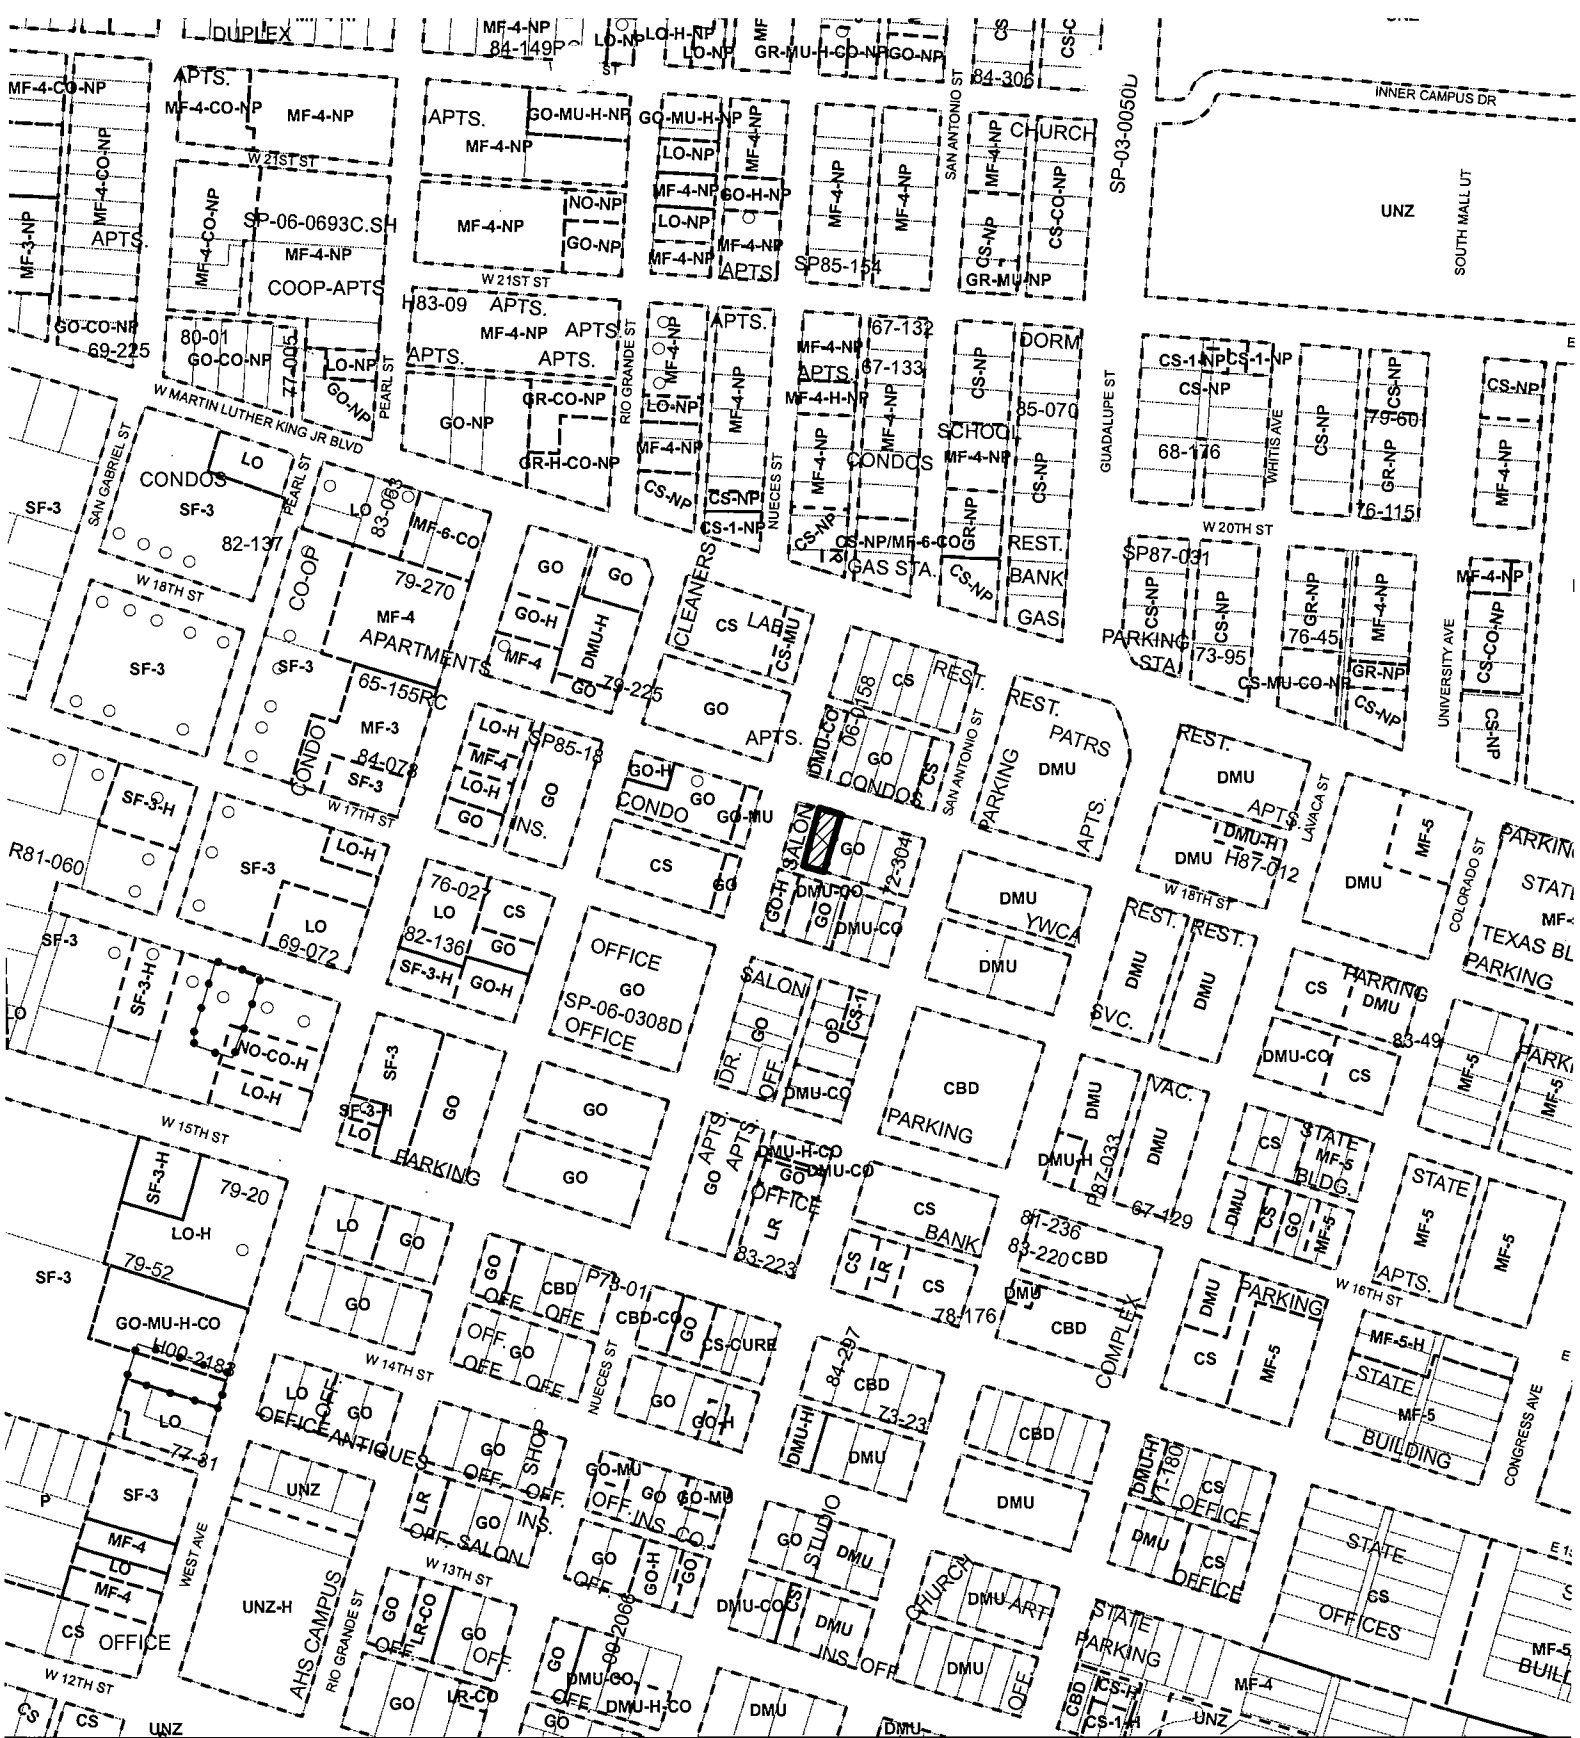 DUPLEX
MF-4-NP
84-149P
LO-NP
LO-H-NP
LO-NP
ST
MF
GR-MU-H-CO-NP
GO-NP
CS
CS-C
84-306
MF-4-CO-NP
APTS.
MF-4-CO-NP
MF-4-NP
APTS.
MF-4-NP
GO-MU-H-NP
GO-MU-H-NP
MF-4-NP
SAN ANTONIO ST
MF-4-NP
CHURCH
SP-03-0050D
INNER CAMPUS DR
W 21ST ST
MF-4-CO-NP
LO-NP
MF-4-NP
GO-H-NP
MF-4-NP
MF-4-NP
CS-CO-NP
UNZ
SOUTH MALL UT
MF-3-NP
APTS.
MF-4-CO-NP
SP-06-0693C.SH
MF-4-NP
COOP-APTS
MF-4-NP
NO-NP
GO-NP
LO-NP
MF-4-NP
MF-4-NP
APTS.
SP85-154
CS-NP
GR-MU-NP
W 21ST ST
H83-09
APTS.
MF-4-NP
APTS.
APTS.
APTS.
GO-CO-NP
69-225
80-01
GO-CO-NP
77-005
LO-NP
GO-NP
PEARL ST
RIO GRANDE ST
MF-4-NP
LO-NP
APTS.
MF-4-NP
MF-4-NP
APTS.
MF-4-H-NP
67-132
67-133
MF-4-NP
CS-NP
DORM
85-070
GUADALUPE ST
CS-1-NP
CS-1-NP
CS-NP
68-176
WHITIS AVE
CS-NP
CS-NP
79-60
GR-NP
76-115
CS-NP
MF-4-NP
W MARTIN LUTHER KING JR BLVD
GO-NP
GR-CO-NP
GR-H-CO-NP
MF-4-NP
CS-NP
CS-NP
CS-1-NP
NUECES ST
MF-4-NP
CS-NP
CONDOS
SCHOOL
MF-4-NP
CS-NP
GR-NP
CS-NP/MF-6-CO
GAS STA.
CS-NP
REST.
BANK
GAS
W 20TH ST
SF-3
SAN GABRIEL ST
CONDOS
LO
SF-3
82-137
PEARL ST
LO
83-053
MF-6-CO
W 18TH ST
CO-OP
79-270
MF-4
APARTMENTS
GO
GO
GO-H
DMU-H
MF-4
GO
79-225
CLEANERS
CS
LAB
CS-MU
SP87-031
CS-NP
CS-NP
PARKING
STA.
73-95
GR-NP
76-45
MF-4-NP
GR-NP
CS-MU-CO-NP
CS-NP
UNIVERSITY AVE
MF-4-NP
CS-CO-NP
CS-NP
SF-3
SF-3
65-155RC
MF-3
84-078
CONDO
SF-3
LO-H
MF-4
LO-H
GO
SP85-18
GO
INS.
GO
APTS.
DMU-CO
06-0158
CS
REST.
GO
CONDOS
CS
SAN ANTONIO ST
REST.
PATRS
PARKING
DMU
APTS.
REST.
DMU
APTS.
LAVACA ST
W 17TH ST
SF-3-H
R81-060
SF-3
LO-H
LO
69-072
GO-H
CONDO
GO
GO-MU
CS
GO
SALON
GO
72-304
GO-H
DMU-CO
GO
DMU-CO
DMU
YWCA
DMU
DMU-H
DMU
H87-012
W 18TH ST
DMU
MF-5
COLORADO ST
TEXAS BL
PARKING
SF-3
SF-3-H
LO
NO-CO-H
LO-H
76-027
LO
CS
82-136
GO
SF-3-H
GO-H
OFFICE
GO
SP-06-0308D
OFFICE
SALON
GO
DR.
OFF.
GO
CS-1
DMU-CO
CBD
PARKING
REST.
DMU
SVC.
REST.
DMU
CS
PARKING
DMU
83-49
DMU-CO
CS
MF-5
MF-5
W 15TH ST
SF-3
SF-3-H
LO
GO
PARKING
GO
GO
APTS.
APTS.
GO
DMU-H-CO
DMU-CO
GO
OFFICE
LR
83-223
DMU
DMU-H
P87-033
VAC.
DMU
67-129
CS
STATE
MF-5
BLDG.
DMU
CS
GO
MF-5
STATE
MF-5
APTS.
MF-5
SF-3-H
79-20
LO-H
79-52
SF-3
GO-MU-H-CO
H00-2183
LO
GO
GO
GO
OFF.
CBD
OFF.
P73-01
CBD-CO
GO
CS-CURE
CS
BANK
CS
LR
CS
78-176
81-236
83-220
CBD
DMU
CBD
COMPLEX
DMU
CS
PARKING
MF-5
W 16TH ST
MF-5-H
STATE
MF-5
BUILDING
CONGRESS AVE
W 14TH ST
OFF.
GO
OFF.
OFF.
NUECES ST
GO
GO-H
84-297
CBD
73-23
DMU-H
DMU
CBD
DMU
LO
77-31
LO
OFF.
GO
OFFICE
ANTIQUES
GO
OFF.
SHOP
OFF.
GO-MU
GO
GO-MU
OFF.
INS. CO.
DMU-H
71-180
CS
OFFICE
P
SF-3
MF-4
LO
MF-4
CS
OFFICE
WEST AVE
UNZ
UNZ-H
AHS CAMPUS
RIO GRANDE ST
LR
GO
INS.
OFF.
SALON
W 13TH ST
GO
OFF.
GO-H
GO
GO
STUDIO
DMU
DMU-CO
CS
DMU
INS.
OFF.
CHURCH
DMU
ART
DMU
OFF.
DMU
CS
OFFICE
STATE
CS
OFFICES
MF-5
STATE
PARKING
MF-4
W 12TH ST
CS
CS
UNZ
GO
OFF.
LR-CO
GO
OFF.
GO
LR-CO
GO
99-2066
DMU-CO
OFF.
DMU-H-CO
GO
DMU
DMU
CBD
CS-H
CS-1-H
UNZ